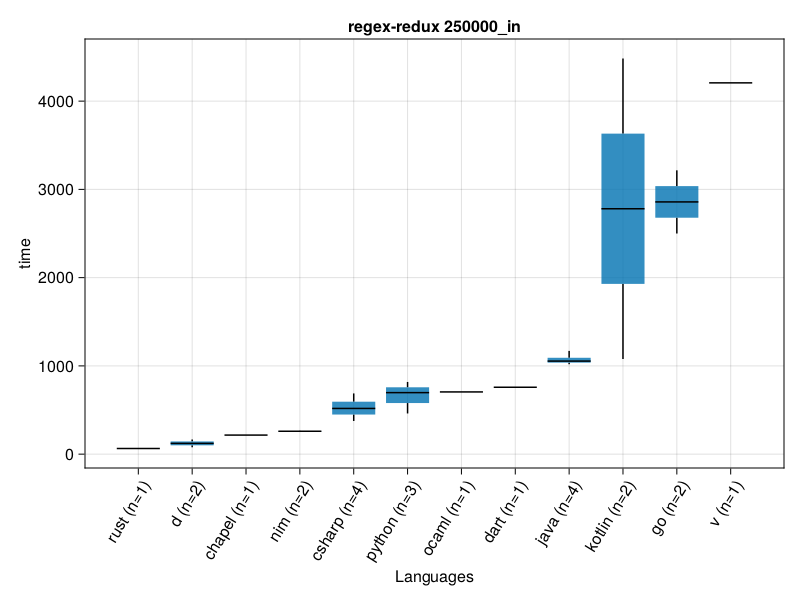 regex-redux 250000_in
time
4000
3000
2000
1000
0
rust (n=1)
d (n=2)
chapel (n=1)
nim (n=2)
csharp (n=4)
python (n=3)
ocaml (n=1)
dart (n=1)
java (n=4)
kotlin (n=2)
go (n=2)
v (n=1)
Languages